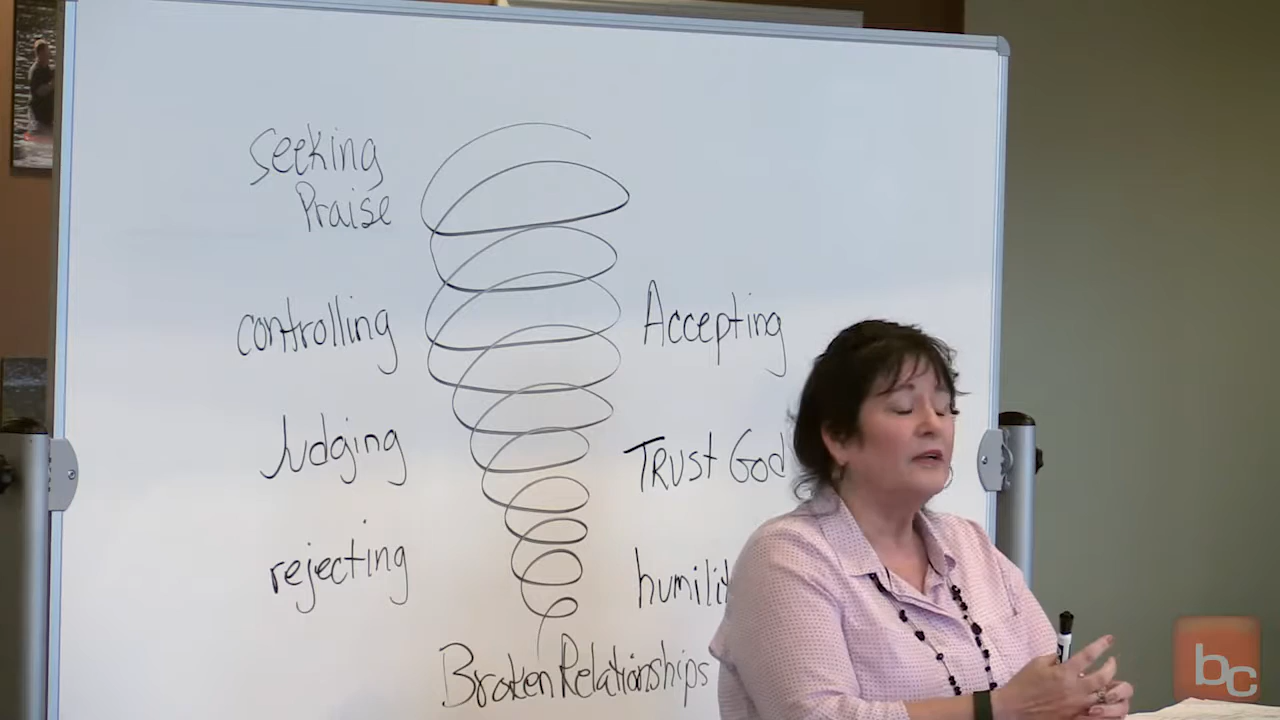 Seeking
Praise
controlling
Accepting
Judging
Trust God
rejecting
Broken Relationships
bc